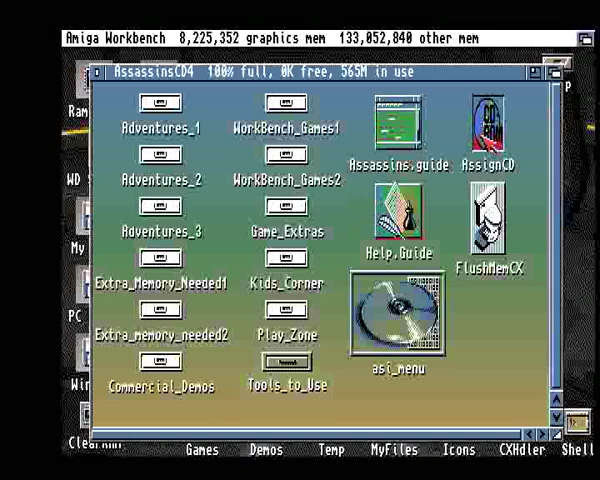 Amiga Workbench 8,225,352 graphics mem 133,052,840 other mem
AssassinsCD4 100% full, 0K free, 565M in use
Ram
Adventures_1 WorkBench_Games1
Assassins.guide AssignCD
WD
Adventures_2 WorkBench_Games2
Adventures_3 Game_Extras
My
Help.Guide
FlushMemCX
Extra_Memory_Needed1 Kids_Corner
PC
Extra_memory_needed2 Play_Zone
asi_menu
Win
Commercial_Demos Tools_to_Use
Games Demos Temp MyFiles Icons CXHdler Shell